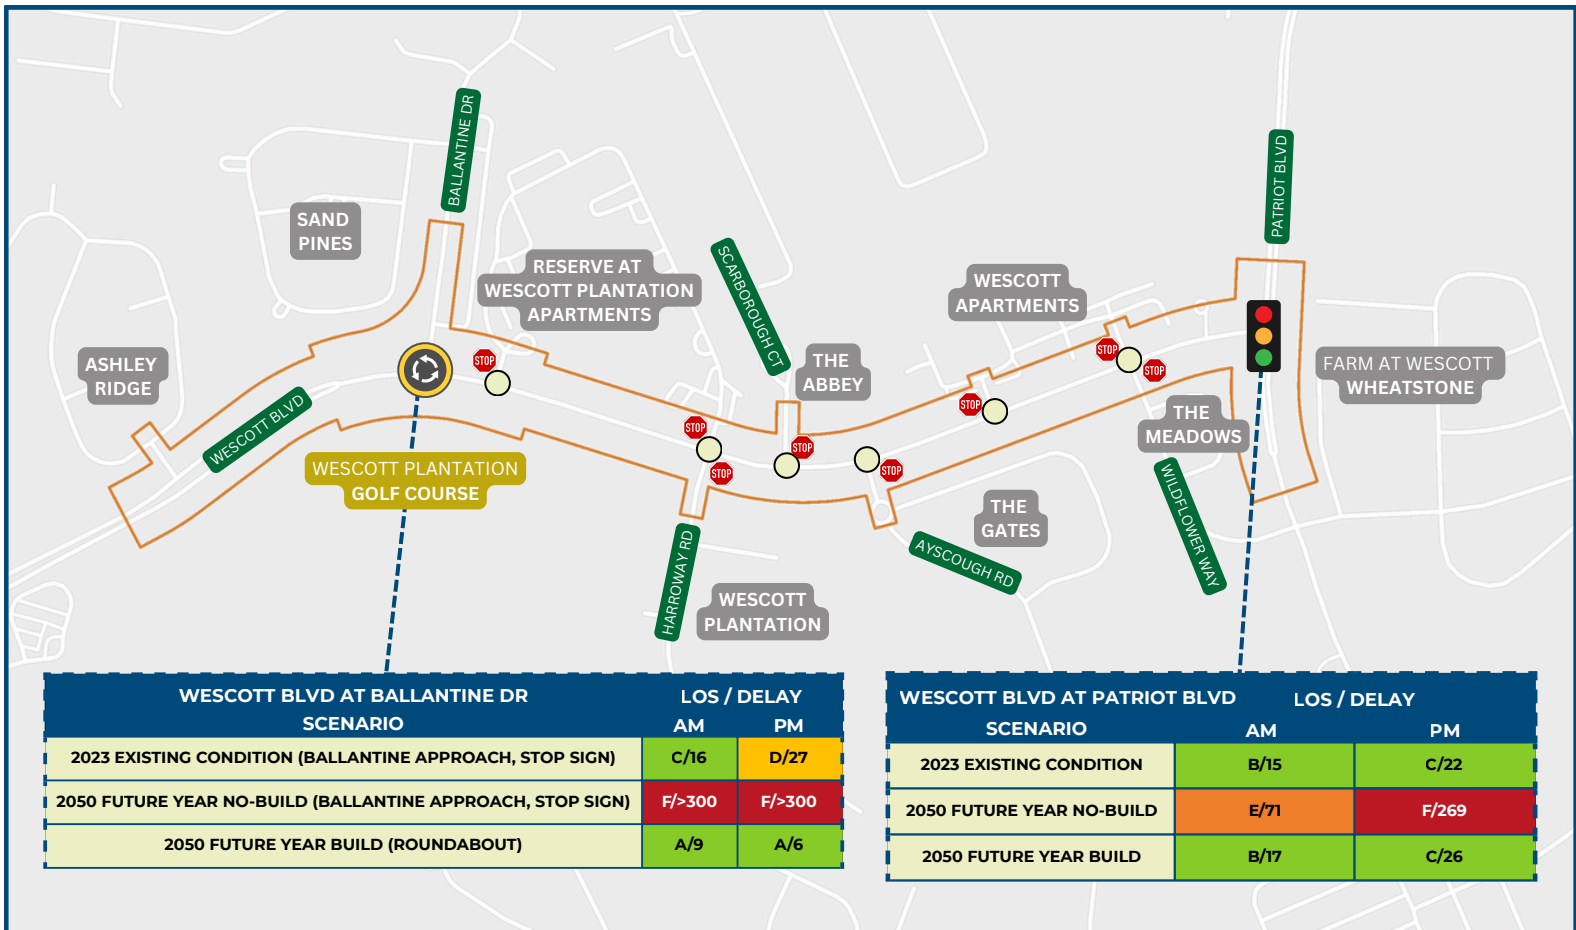 BALLANTINE DR
PATRIOT BLVD
SAND
PINES
RESERVE AT
WESCOTT PLANTATION
APARTMENTS
SCARBOROUGH CT
WESCOTT
APARTMENTS
ASHLEY
RIDGE
STOP
THE
ABBEY
STOP
STOP
FARM AT WESCOTT
WHEATSTONE
WESCOTT BLVD
STOP
THE
MEADOWS
STOP
STOP
WESCOTT PLANTATION
GOLF COURSE
STOP
STOP
THE
GATES
WILDFLOWER WAY
HARROWAY RD
AYSCOUGH RD
WESCOTT
PLANTATION
WESCOTT BLVD AT BALLANTINE DR LOS / DELAY
SCENARIO AM PM
2023 EXISTING CONDITION (BALLANTINE APPROACH, STOP SIGN) C/16 D/27
2050 FUTURE YEAR NO-BUILD (BALLANTINE APPROACH, STOP SIGN) F/>300 F/>300
2050 FUTURE YEAR BUILD (ROUNDABOUT) A/9 A/6
WESCOTT BLVD AT PATRIOT BLVD LOS / DELAY
SCENARIO AM PM
2023 EXISTING CONDITION B/15 C/22
2050 FUTURE YEAR NO-BUILD E/71 F/269
2050 FUTURE YEAR BUILD B/17 C/26